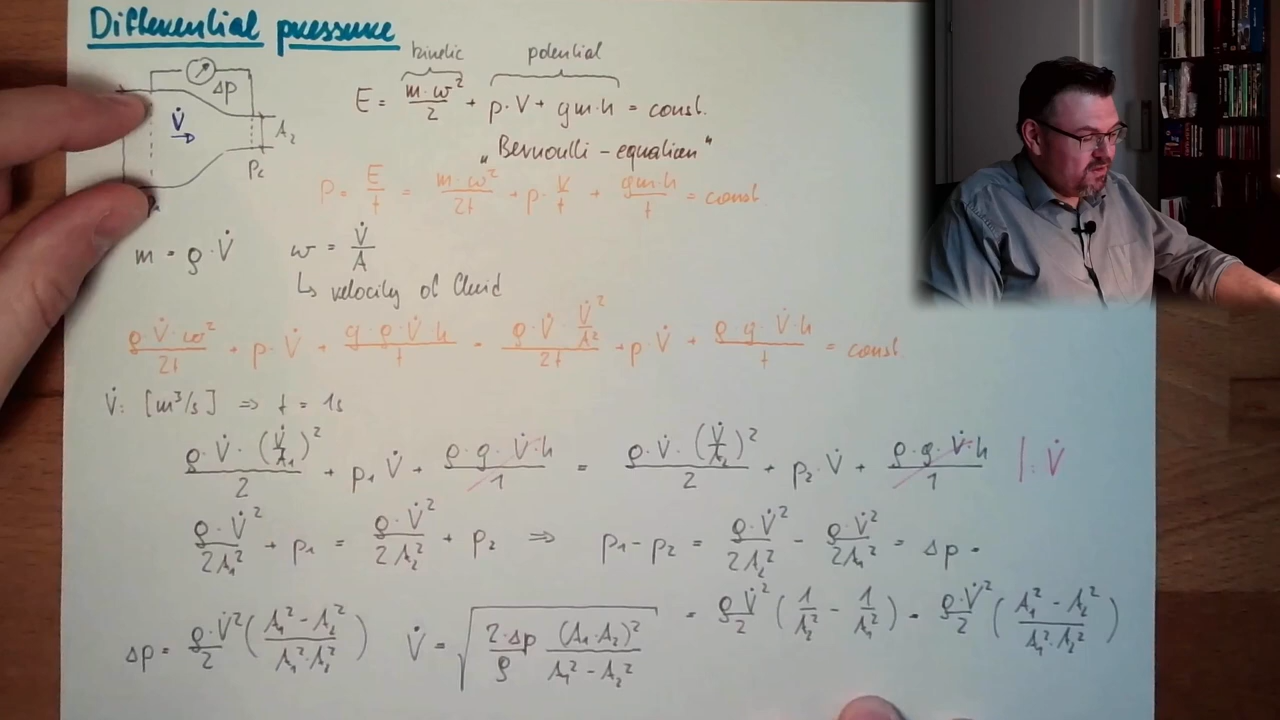 Differential pressure
kinetic potential
Δp
E = m·w²/2 + p·V + g·m·h = const.
V̇
A₂
"Bernoulli-equation"
p₂
P = E/t = m·w²/2t + p·V/t + g·m·h/t = const
m = ρ·V̇ w = V̇/A
↳ velocity of fluid
ρ·V̇·w²/2t + p·V̇ + g·ρ·V̇·h/t = ρ·V̇·V̇²/A²/2t + p·V̇ + ρ·g·V̇·h/t = const.
V̇: [m³/s] ⇒ t = 1s
ρ·V̇·(V̇/A₁)²/2 + p₁·V̇ + ρ·g·V̇·h/1 = ρ·V̇·(V̇/A₂)²/2 + p₂·V̇ + ρ·g·V̇·h/1 |:V̇
ρ·V̇²/2A₁² + p₁ = ρ·V̇²/2A₂² + p₂ ⇒ p₁-p₂ = ρ·V̇²/2A₂² - ρ·V̇²/2A₁² = Δp =
= ρ·V̇²/2 (1/A₂² - 1/A₁²) = ρ·V̇²/2 (A₁²-A₂²/A₁²·A₂²)
Δp = ρ·V̇²/2 (A₁²-A₂²/A₁²·A₂²) V̇ = √(2·Δp/ρ (A₁·A₂)²/A₁²-A₂²)